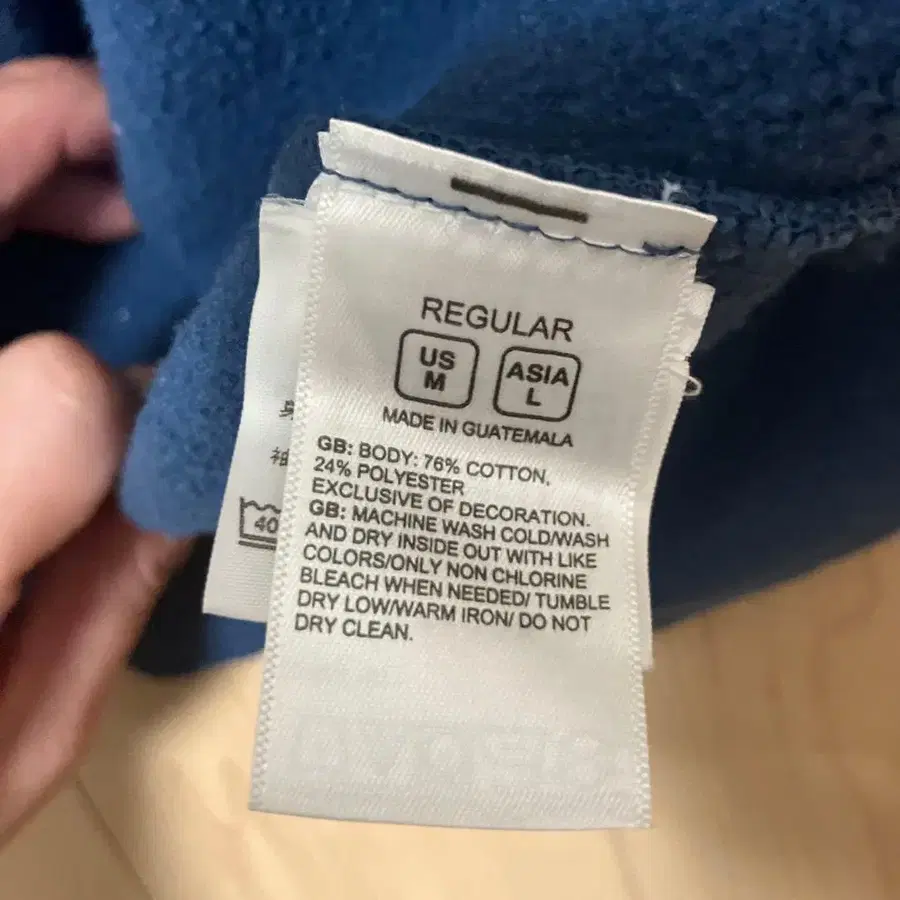 REGULAR
US
M
ASIA
L
MADE IN GUATEMALA
GB: BODY: 76% COTTON,
24% POLYESTER
EXCLUSIVE OF DECORATION.
GB: MACHINE WASH COLD/WASH
AND DRY INSIDE OUT WITH LIKE
COLORS/ONLY NON CHLORINE
BLEACH WHEN NEEDED/ TUMBLE
DRY LOW/WARM IRON/ DO NOT
DRY CLEAN.
40